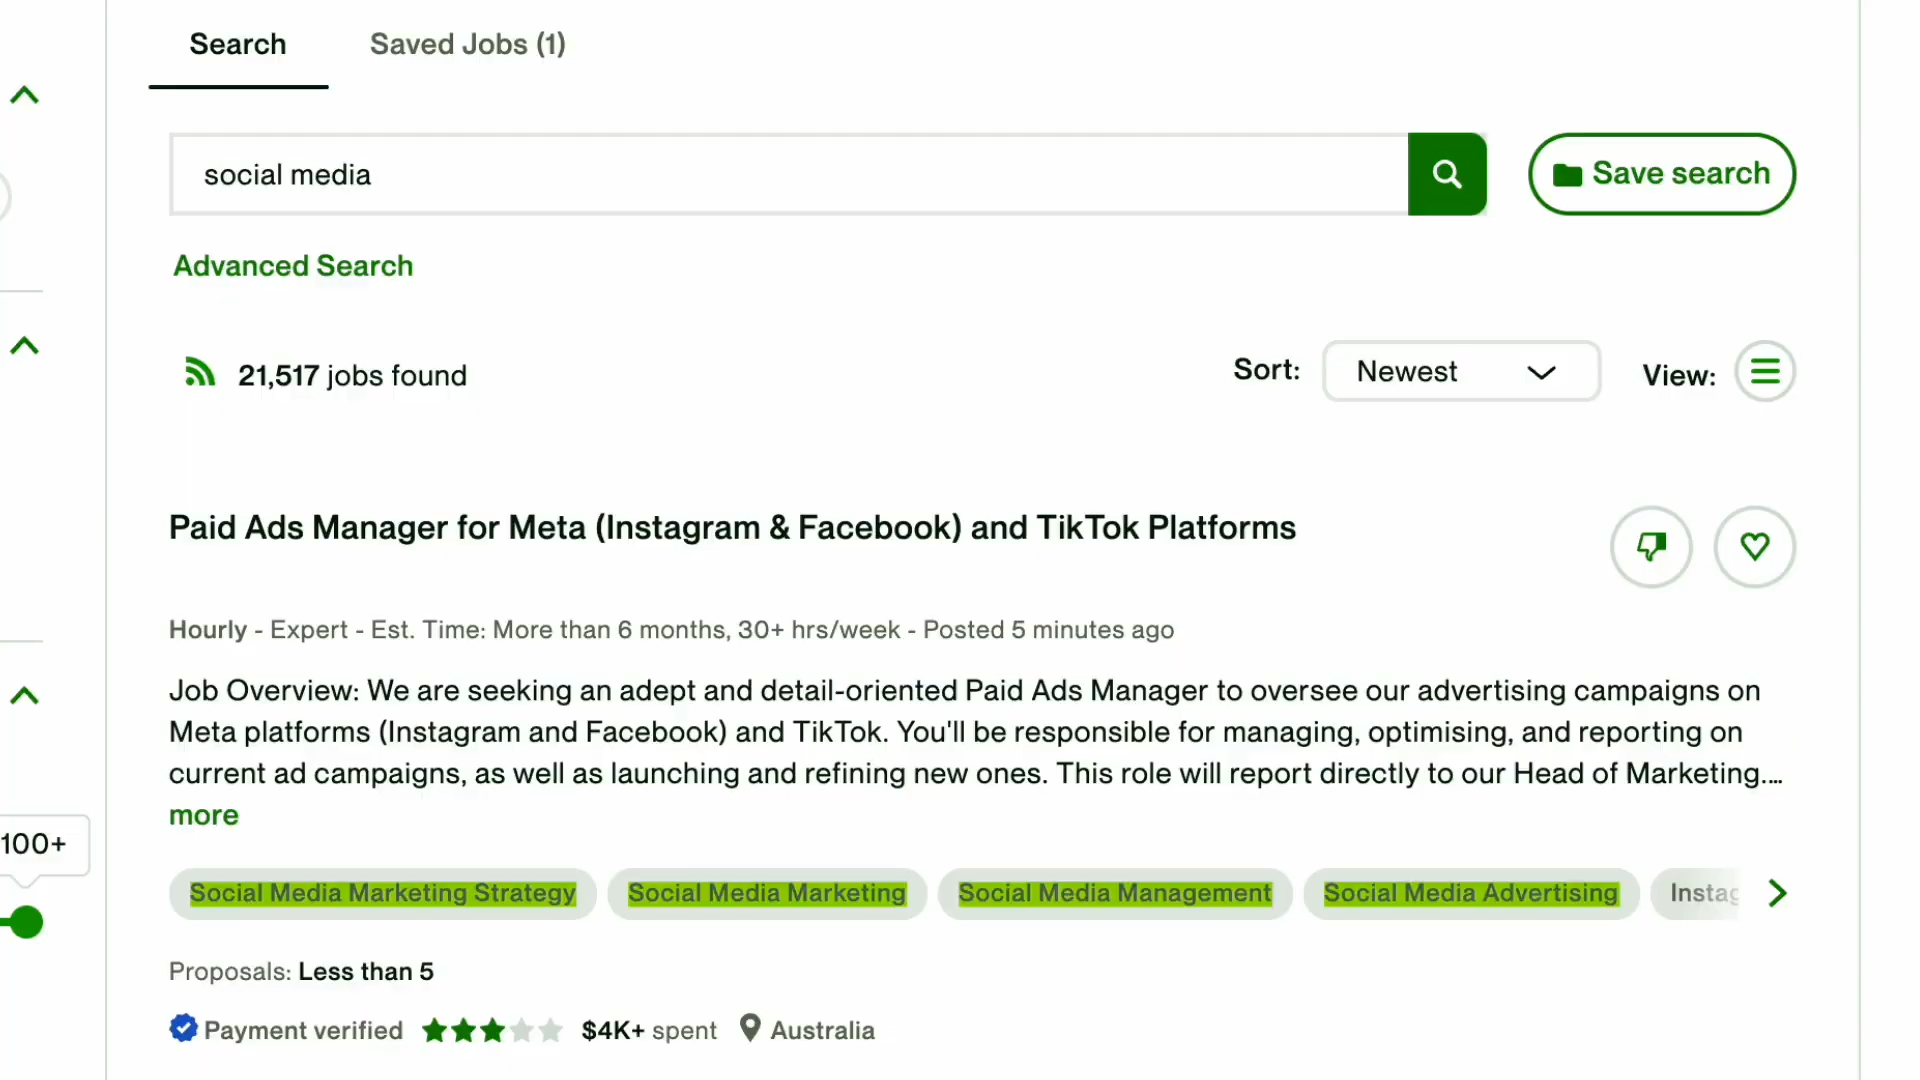 Search
Saved Jobs (1)
social media
Save search
Advanced Search
21,517 jobs found
Sort: Newest
View:
Paid Ads Manager for Meta (Instagram & Facebook) and TikTok Platforms
Hourly - Expert - Est. Time: More than 6 months, 30+ hrs/week - Posted 5 minutes ago
Job Overview: We are seeking an adept and detail-oriented Paid Ads Manager to oversee our advertising campaigns on
Meta platforms (Instagram and Facebook) and TikTok. You'll be responsible for managing, optimising, and reporting on
current ad campaigns, as well as launching and refining new ones. This role will report directly to our Head of Marketing....
more
100+
Social Media Marketing Strategy
Social Media Marketing
Social Media Management
Social Media Advertising
Proposals: Less than 5
Payment verified
$4K+ spent
Australia